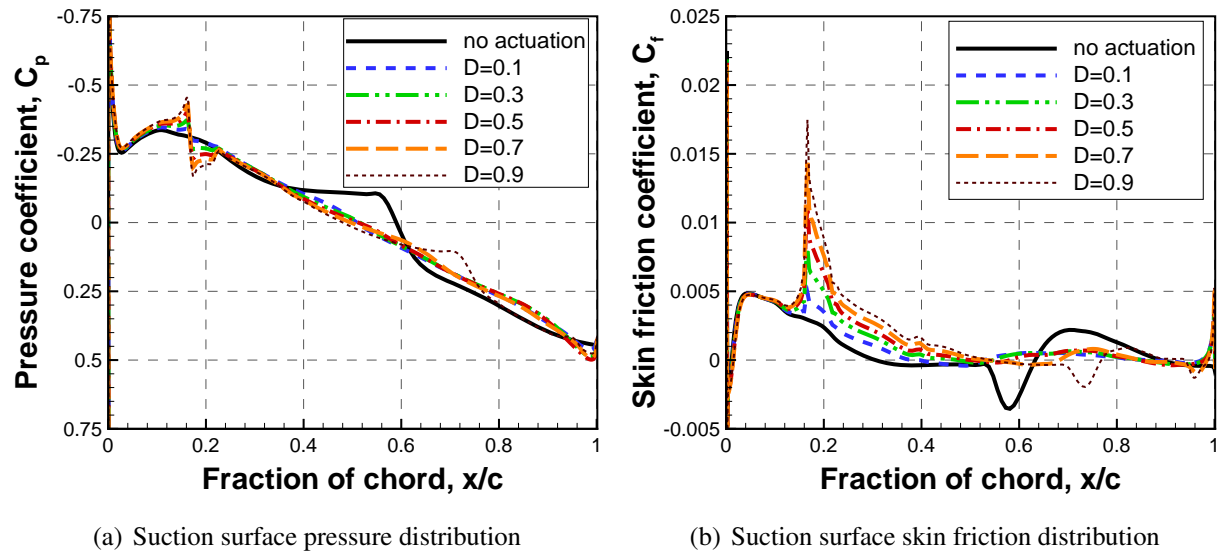 Pressure coefficient, Cp
-0.75
-0.5
-0.25
0
0.25
0.5
0.75
0
0.2
0.4
0.6
0.8
1
Fraction of chord, x/c
no actuation
D=0.1
D=0.3
D=0.5
D=0.7
D=0.9
(a) Suction surface pressure distribution
Skin friction coefficient, Cf
0.025
0.02
0.015
0.01
0.005
0
-0.005
0
0.2
0.4
0.6
0.8
1
Fraction of chord, x/c
no actuation
D=0.1
D=0.3
D=0.5
D=0.7
D=0.9
(b) Suction surface skin friction distribution